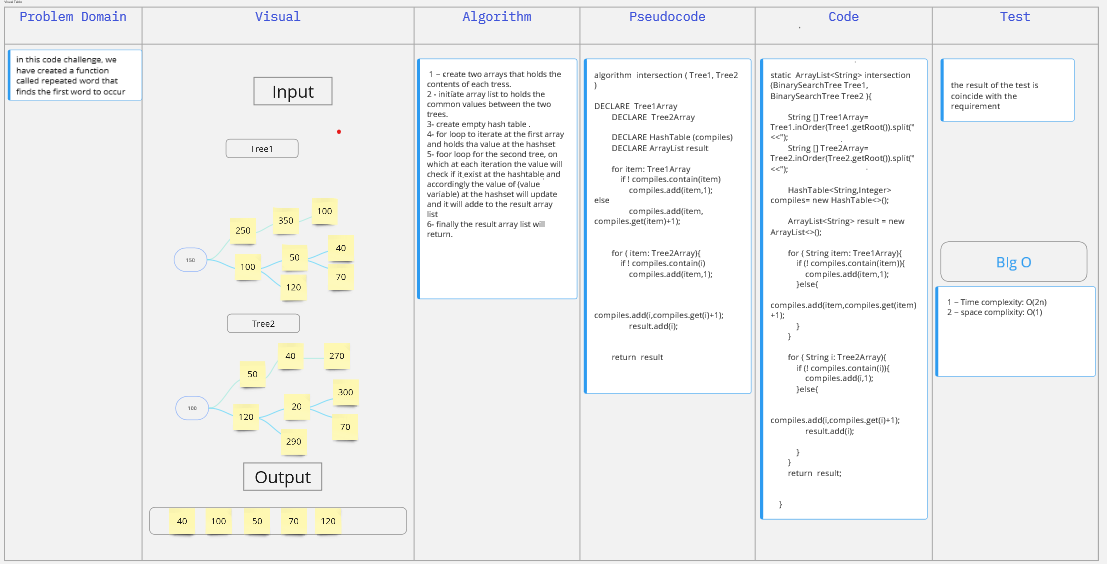 Visual Table
Problem Domain
Visual
Algorithm
Pseudocode
Code
Test
in this code challenge, we
have created a function
called repeated word that
finds the first word to occur
Input
Tree1
150
250
350
100
100
50
40
70
120
Tree2
100
50
40
270
120
20
300
70
290
Output
40
100
50
70
120
1 – create two arrays that holds the
contents of each tress.
2 - initiate array list to holds the
common values between the two
trees.
3- create empty hash table .
4- for loop to iterate at the first array
and holds tha value at the hashset
5- foor loop for the second tree, on
which at each iteration the value will
check if it exist at the hashtable and
accordingly the value of (value
variable) at the hashset will update
and it will adde to the result array
list
6- finally the result array list will
return.
algorithm intersection ( Tree1, Tree2
)
DECLARE Tree1Array
DECLARE Tree2Array
DECLARE HashTable (compiles)
DECLARE ArrayList result
for item: Tree1Array
if ! compiles.contain(item)
compiles.add(item,1);
else
compiles.add(item,
compiles.get(item)+1);
for ( item: Tree2Array){
if ! compiles.contain(i)
compiles.add(item,1);
compiles.add(i,compiles.get(i)+1);
result.add(i);
return result
static ArrayList<String> intersection
(BinarySearchTree Tree1,
BinarySearchTree Tree2 ){
String [] Tree1Array=
Tree1.inOrder(Tree1.getRoot()).split("
<<");
String [] Tree2Array=
Tree2.inOrder(Tree2.getRoot()).split("
<<");
HashTable<String,Integer>
compiles= new HashTable<>();
ArrayList<String> result = new
ArrayList<>();
for ( String item: Tree1Array){
if (! compiles.contain(item)){
compiles.add(item,1);
}else{
compiles.add(item,compiles.get(item)
+1);
}
}
for ( String i: Tree2Array){
if (! compiles.contain(i)){
compiles.add(i,1);
}else{
compiles.add(i,compiles.get(i)+1);
result.add(i);
}
}
return result;
}
the result of the test is
coincide with the
requirement
BIg O
1 – Time complexity: O(2n)
2 – space complixity: O(1)